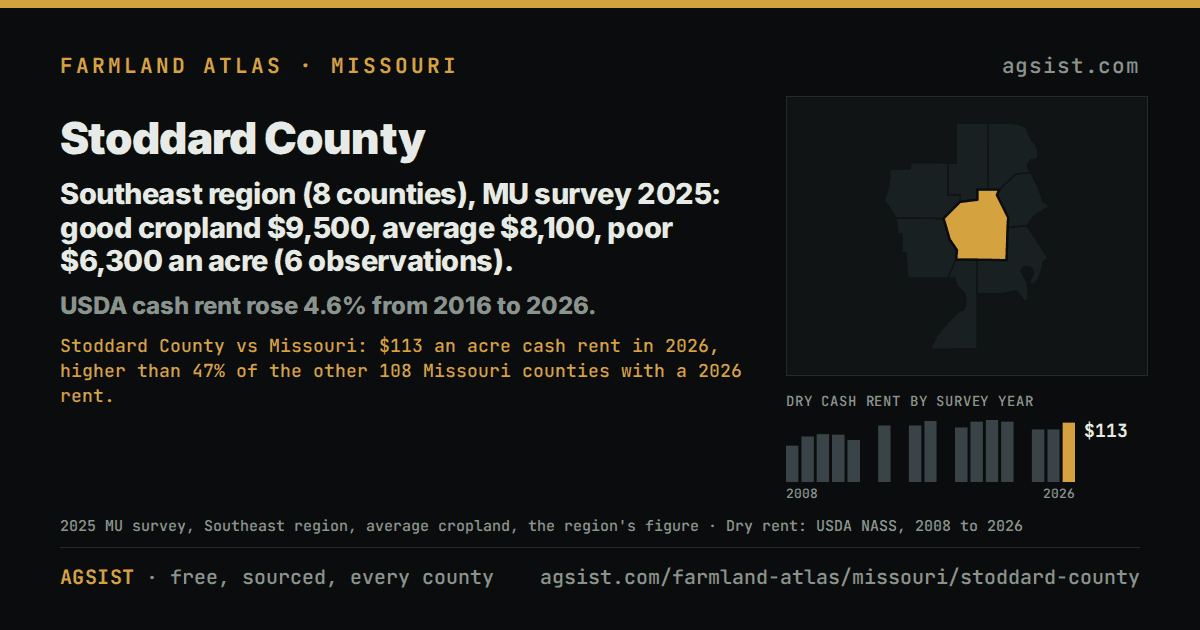 FARMLAND ATLAS · MISSOURI
agsist.com
Stoddard County
Southeast region (8 counties), MU survey 2025:
good cropland $9,500, average $8,100, poor
$6,300 an acre (6 observations).
USDA cash rent rose 4.6% from 2016 to 2026.
Stoddard County vs Missouri: $113 an acre cash rent in 2026,
higher than 47% of the other 108 Missouri counties with a 2026
rent.
DRY CASH RENT BY SURVEY YEAR
$113
2008
2026
2025 MU survey, Southeast region, average cropland, the region's figure · Dry rent: USDA NASS, 2008 to 2026
AGSIST · free, sourced, every county
agsist.com/farmland-atlas/missouri/stoddard-county